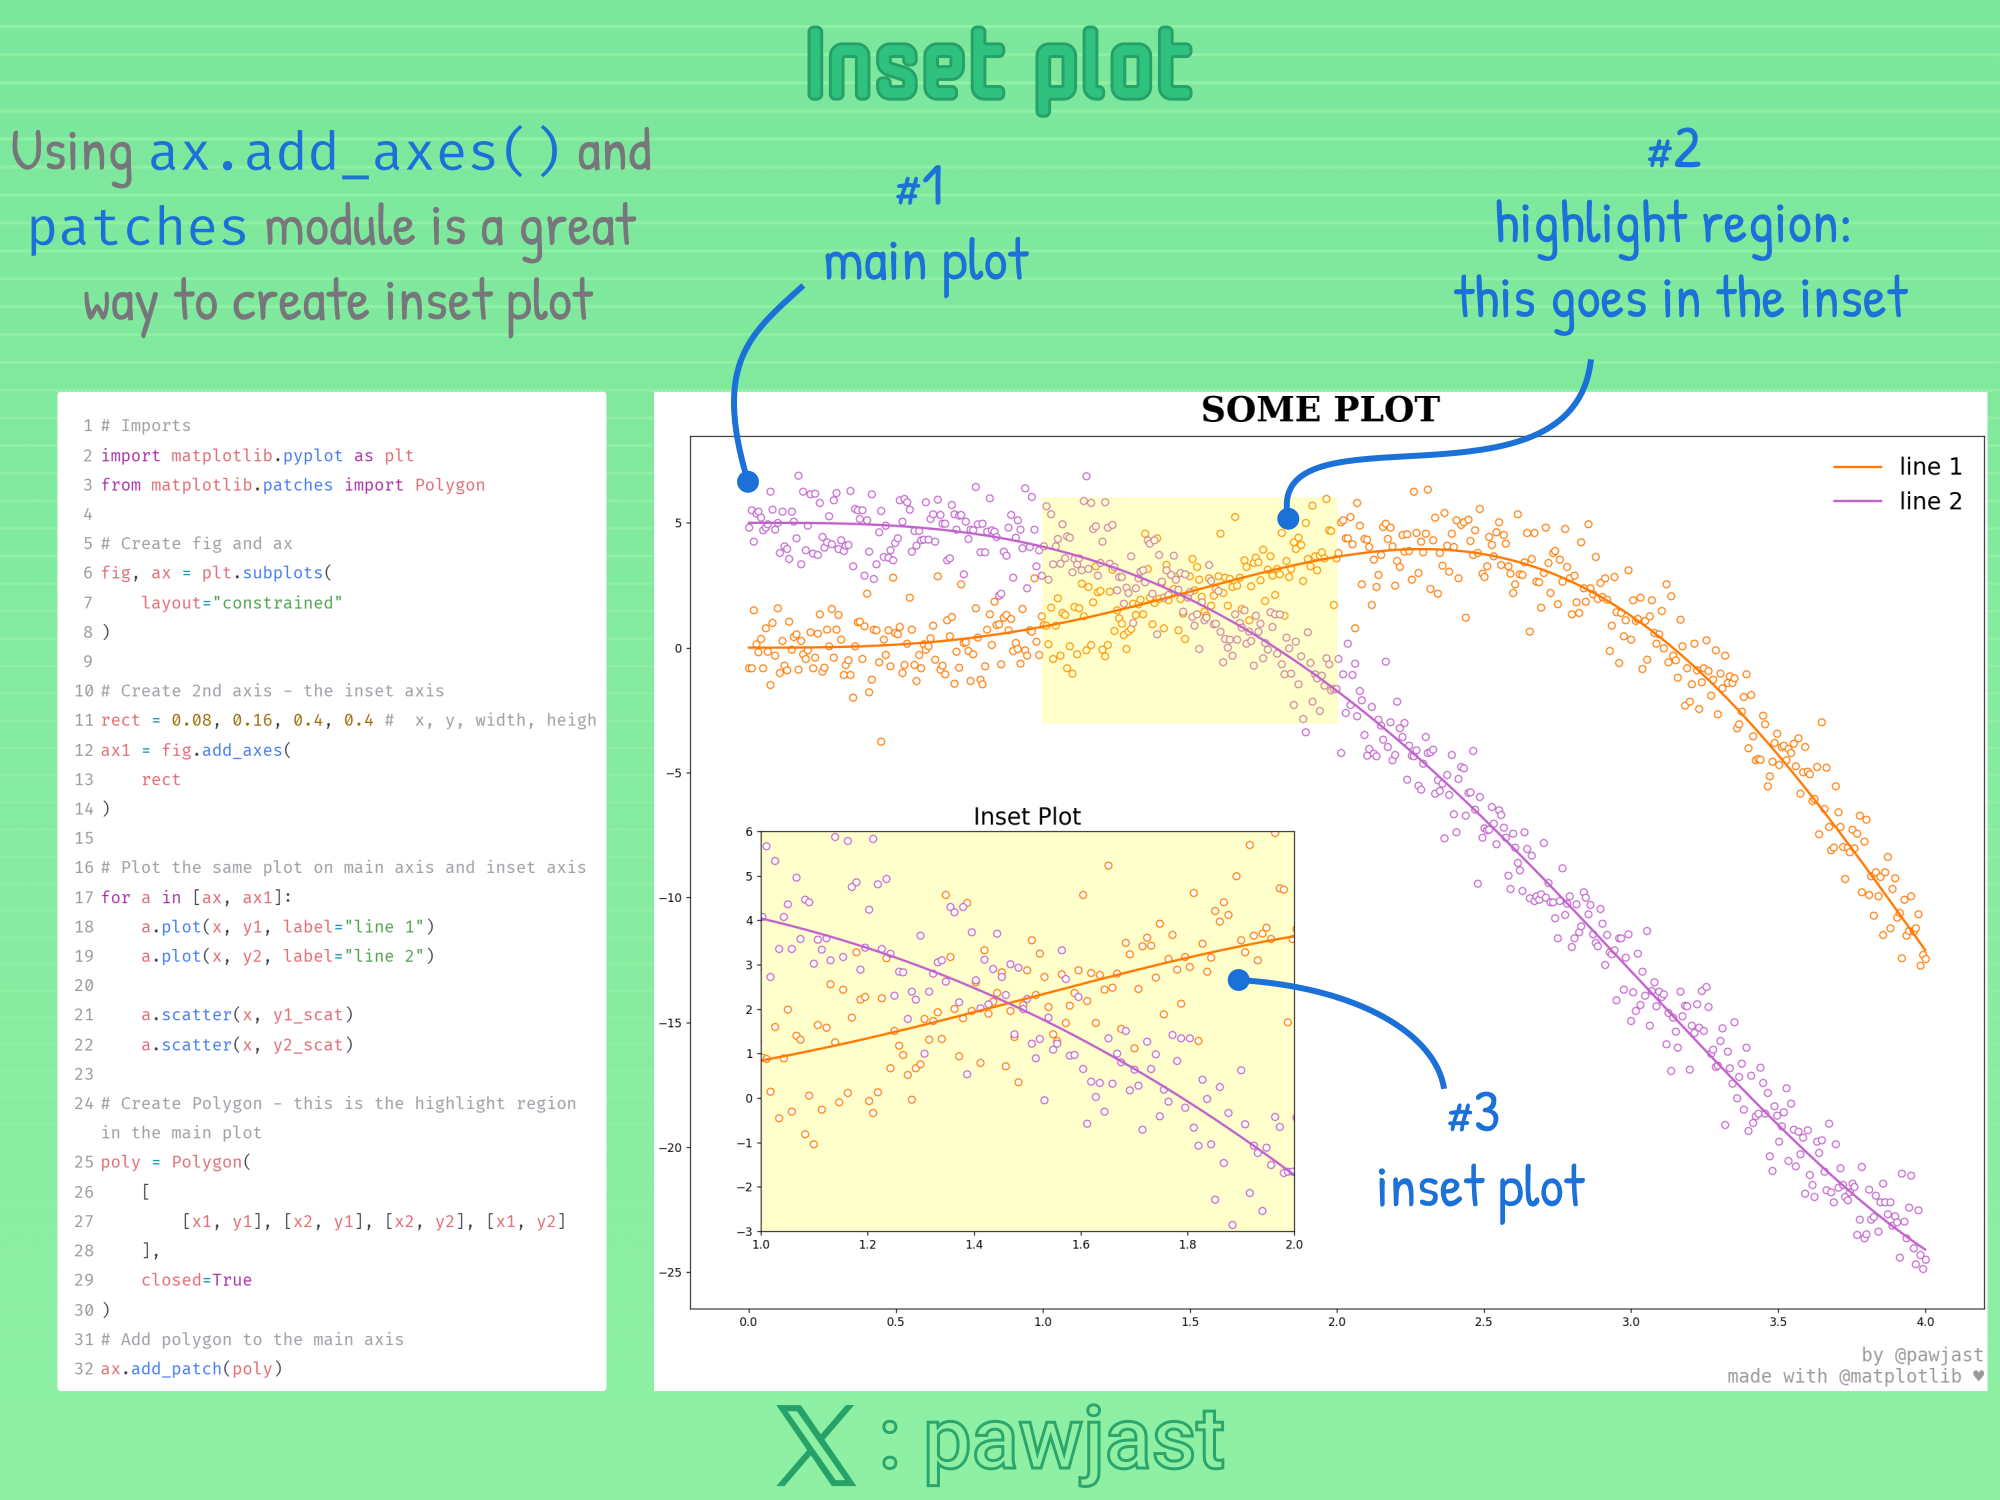 Inset plot
Using ax.add_axes() and
patches module is a great
way to create inset plot
#1
main plot
#2
highlight region:
this goes in the inset
1 # Imports
2 import matplotlib.pyplot as plt
3 from matplotlib.patches import Polygon
4
5 # Create fig and ax
6 fig, ax = plt.subplots(
7     layout="constrained"
8 )
9
10 # Create 2nd axis - the inset axis
11 rect = 0.08, 0.16, 0.4, 0.4 #  x, y, width, heigh
12 ax1 = fig.add_axes(
13     rect
14 )
15
16 # Plot the same plot on main axis and inset axis
17 for a in [ax, ax1]:
18     a.plot(x, y1, label="line 1")
19     a.plot(x, y2, label="line 2")
20
21     a.scatter(x, y1_scat)
22     a.scatter(x, y2_scat)
23
24 # Create Polygon - this is the highlight region
in the main plot
25 poly = Polygon(
26     [
27         [x1, y1], [x2, y1], [x2, y2], [x1, y2]
28     ],
29     closed=True
30 )
31 # Add polygon to the main axis
32 ax.add_patch(poly)
SOME PLOT
line 1
line 2
5
0
−5
−10
−15
−20
−25
Inset Plot
6
5
4
3
2
1
0
−1
−2
−3
1.0 1.2 1.4 1.6 1.8 2.0
#3
inset plot
0.0 0.5 1.0 1.5 2.0 2.5 3.0 3.5 4.0
by @pawjast
made with @matplotlib ♥
𝕏 : pawjast